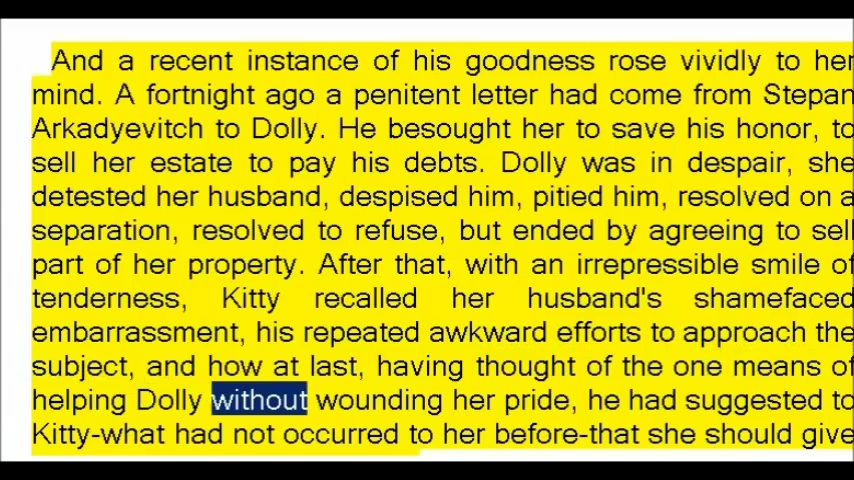 And a recent instance of his goodness rose vividly to her
mind. A fortnight ago a penitent letter had come from Stepan
Arkadyevitch to Dolly. He besought her to save his honor, to
sell her estate to pay his debts. Dolly was in despair, she
detested her husband, despised him, pitied him, resolved on a
separation, resolved to refuse, but ended by agreeing to sell
part of her property. After that, with an irrepressible smile of
tenderness, Kitty recalled her husband's shamefaced
embarrassment, his repeated awkward efforts to approach the
subject, and how at last, having thought of the one means of
helping Dolly without wounding her pride, he had suggested to
Kitty-what had not occurred to her before-that she should give